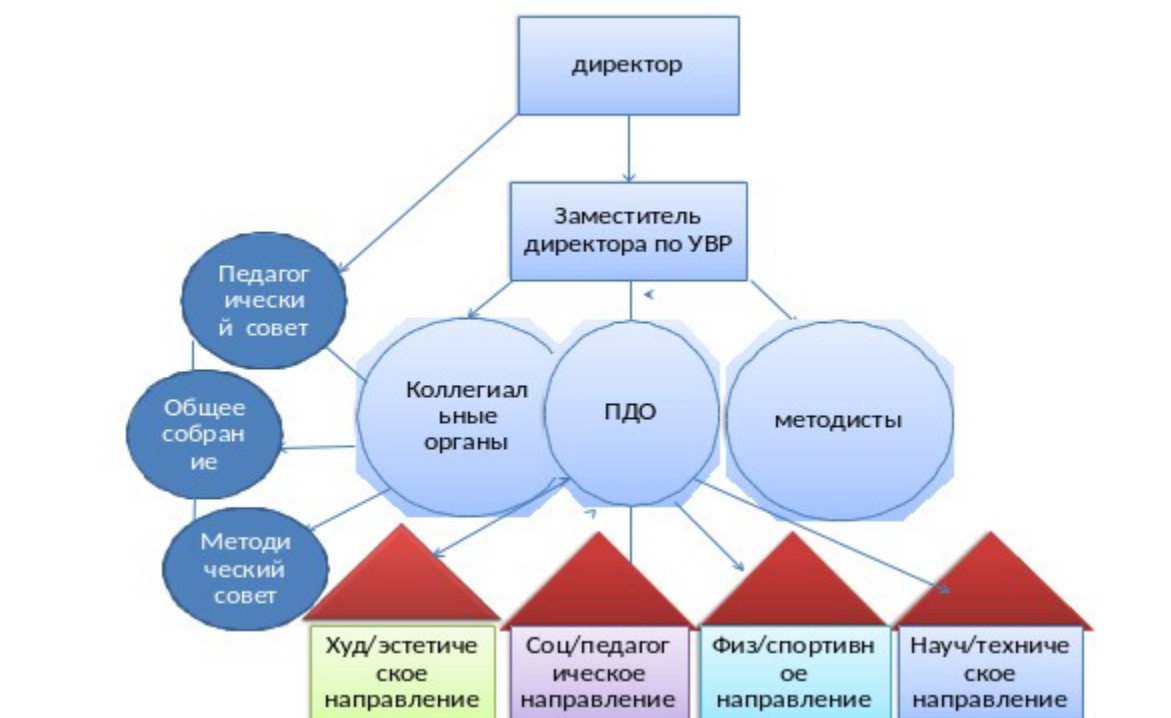 директор
Заместитель
директора по УВР
Педагог
ически
й совет
Коллегиал
ьные
органы
ПДО
методисты
Общее
собран
ие
Методи
ческий
совет
Худ/эстетиче
ское
направление
Соц/педагог
ическое
направление
Физ/спортивн
ое
направление
Науч/техниче
ское
направление